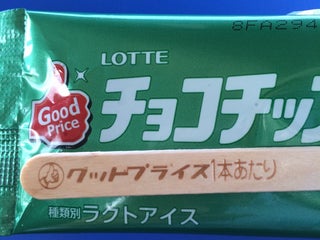 8FA294
LOTTE
Good
Price
チョコチップ
グッドプライス1本あたり
種類別 ラクトアイス